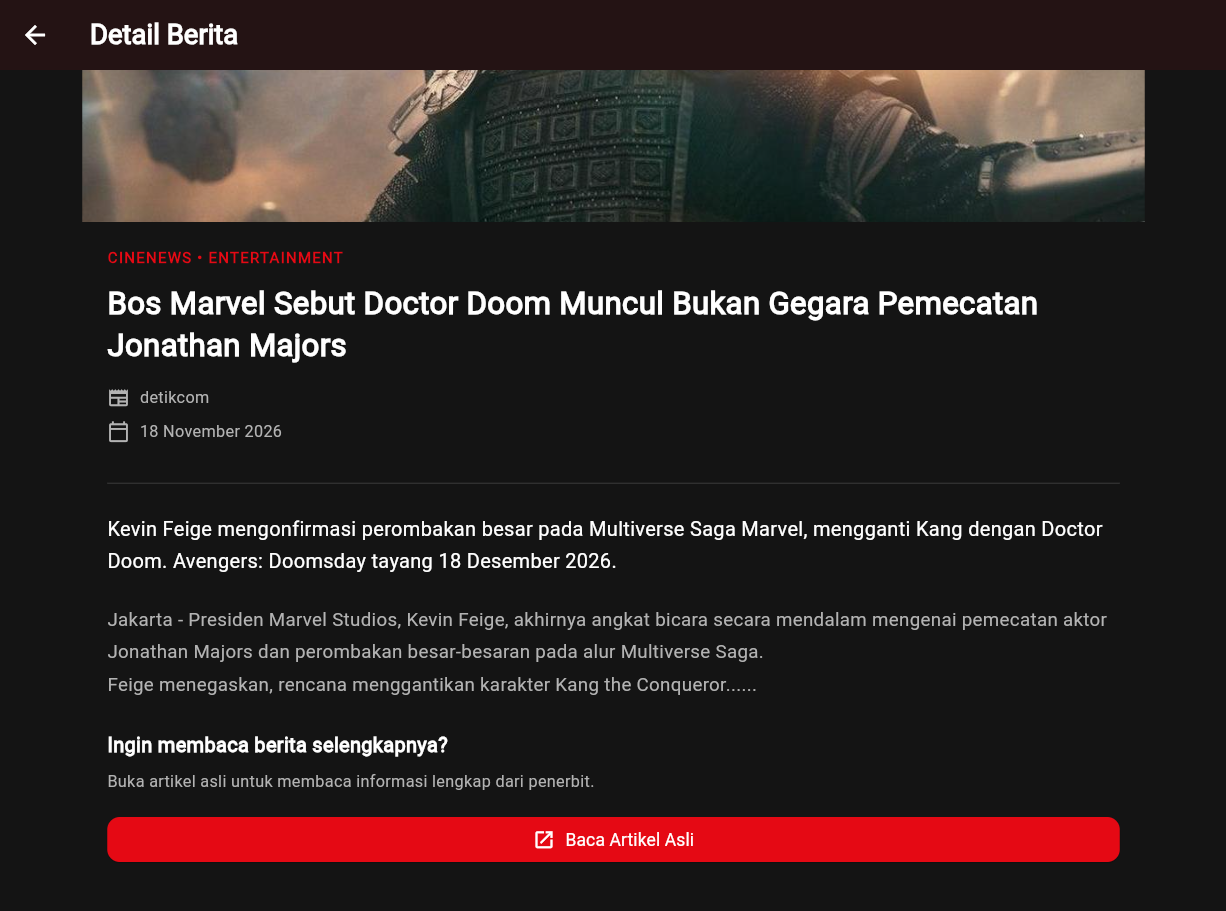 Detail Berita
CINENEWS • ENTERTAINMENT
Bos Marvel Sebut Doctor Doom Muncul Bukan Gegara Pemecatan
Jonathan Majors
detikcom
18 November 2026
Kevin Feige mengonfirmasi perombakan besar pada Multiverse Saga Marvel, mengganti Kang dengan Doctor
Doom. Avengers: Doomsday tayang 18 Desember 2026.
Jakarta - Presiden Marvel Studios, Kevin Feige, akhirnya angkat bicara secara mendalam mengenai pemecatan aktor
Jonathan Majors dan perombakan besar-besaran pada alur Multiverse Saga.
Feige menegaskan, rencana menggantikan karakter Kang the Conqueror......
Ingin membaca berita selengkapnya?
Buka artikel asli untuk membaca informasi lengkap dari penerbit.
Baca Artikel Asli